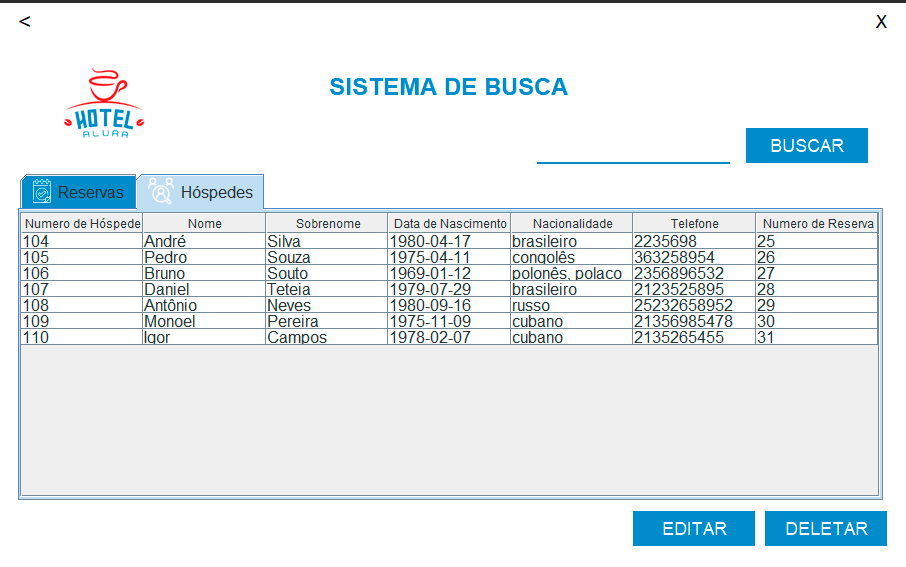 < X
SISTEMA DE BUSCA
HOTEL
ALURA
BUSCAR
Reservas Hóspedes
Numero de Hóspede Nome Sobrenome Data de Nascimento Nacionalidade Telefone Numero de Reserva
104 André Silva 1980-04-17 brasileiro 2235698 25
105 Pedro Souza 1975-04-11 congolês 363258954 26
106 Bruno Souto 1969-01-12 polonês, polaco 2356896532 27
107 Daniel Teteia 1979-07-29 brasileiro 2123525895 28
108 Antônio Neves 1980-09-16 russo 25232658952 29
109 Monoel Pereira 1975-11-09 cubano 21356985478 30
110 Igor Campos 1978-02-07 cubano 2135265455 31
EDITAR DELETAR